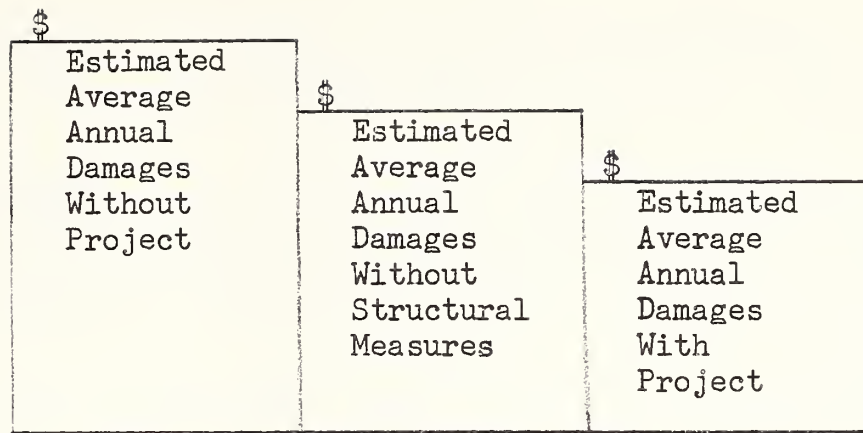 $
Estimated
Average
Annual
Damages
Without
Project
$
Estimated
Average
Annual
Damages
Without
Structural
Measures
$
Estimated
Average
Annual
Damages
With
Project